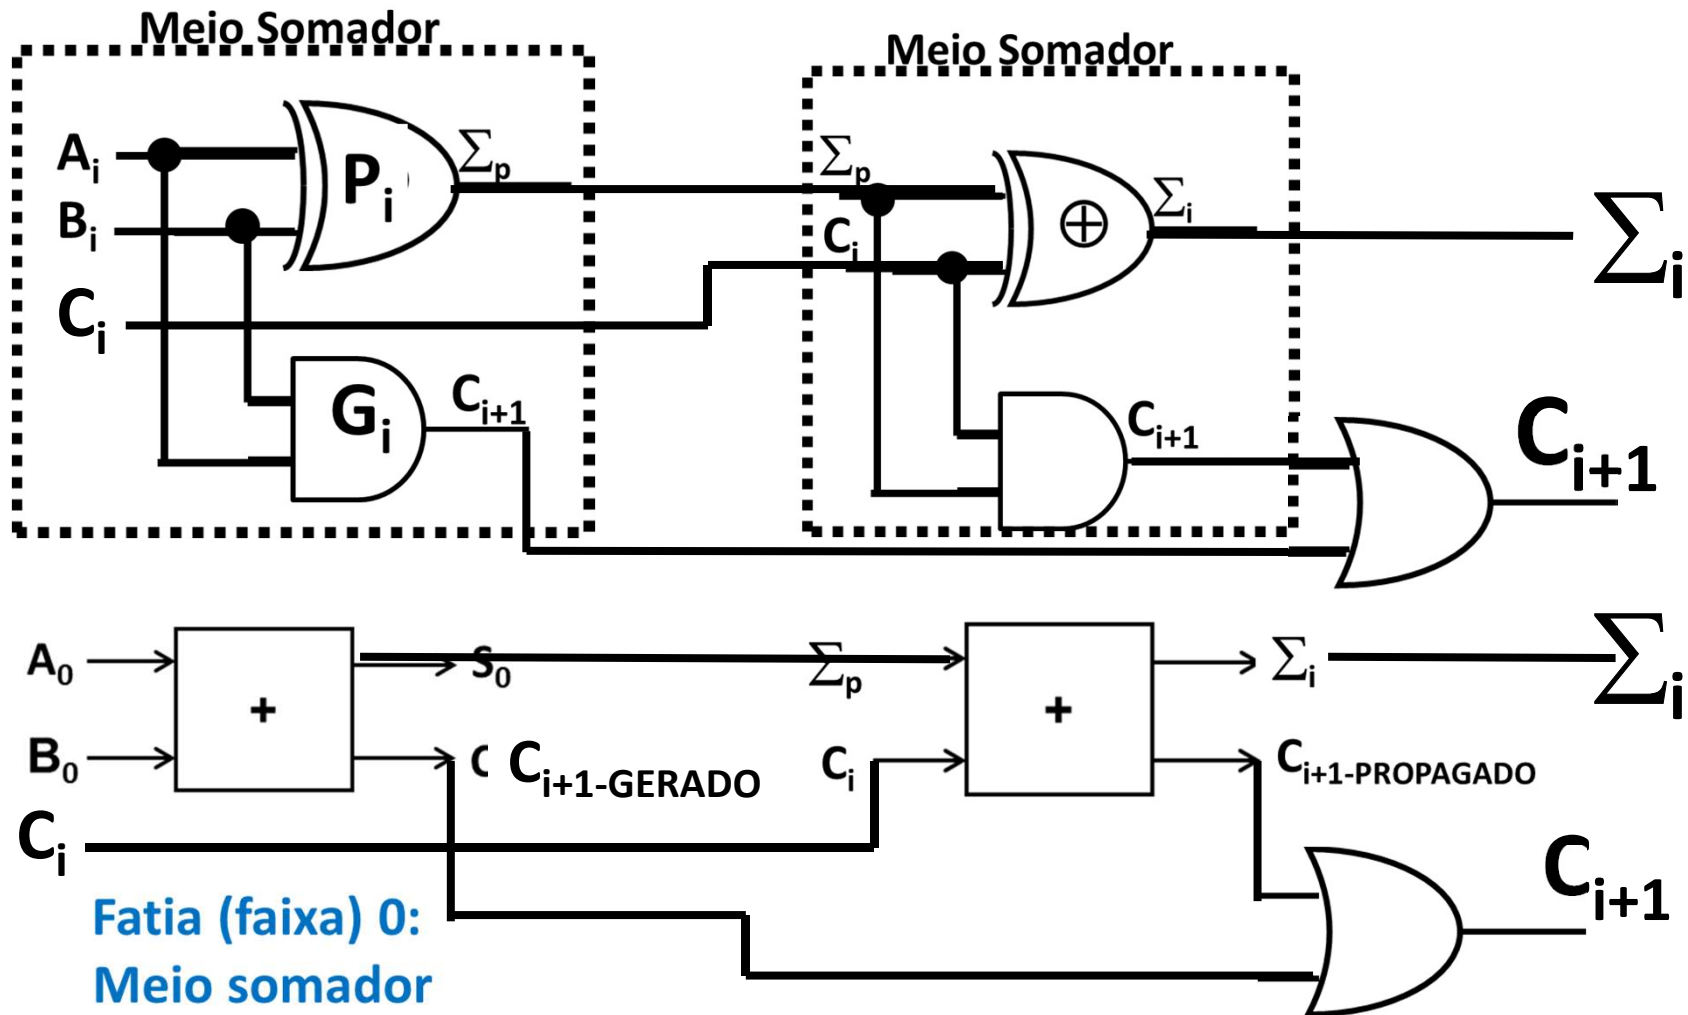 Meio Somador
Meio Somador
Aᵢ
Pᵢ
Σₚ
Σₚ
Σᵢ
Σᵢ
Bᵢ
Cᵢ
⊕
Cᵢ
Gᵢ
Cᵢ₊₁
Cᵢ₊₁
Cᵢ₊₁
A₀
+
S₀
Σₚ
+
Σᵢ
Σᵢ
B₀
C Cᵢ₊₁-GERADO
Cᵢ
Cᵢ₊₁-PROPAGADO
Cᵢ
Cᵢ₊₁
Fatia (faixa) 0:
Meio somador